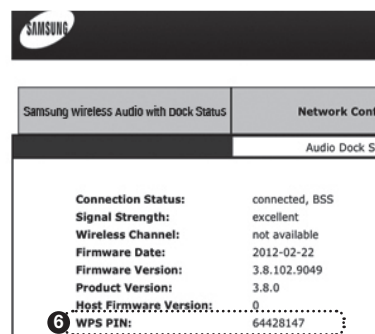 SAMSUNG
Samsung Wireless Audio with Dock Status
Network Conf
Audio Dock S
Connection Status: connected, BSS
Signal Strength: excellent
Wireless Channel: not available
Firmware Date: 2012-02-22
Firmware Version: 3.8.102.9049
Product Version: 3.8.0
Host Firmware Version: 0
6 WPS PIN: 64428147